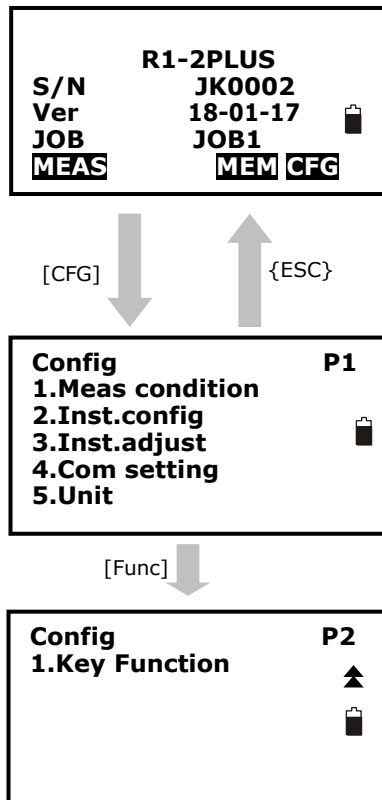 R1-2PLUS
S/N JK0002
Ver 18-01-17
JOB JOB1
MEAS MEM CFG
[CFG] {ESC}
Config P1
1.Meas condition
2.Inst.config
3.Inst.adjust
4.Com setting
5.Unit
[Func]
Config P2
1.Key Function